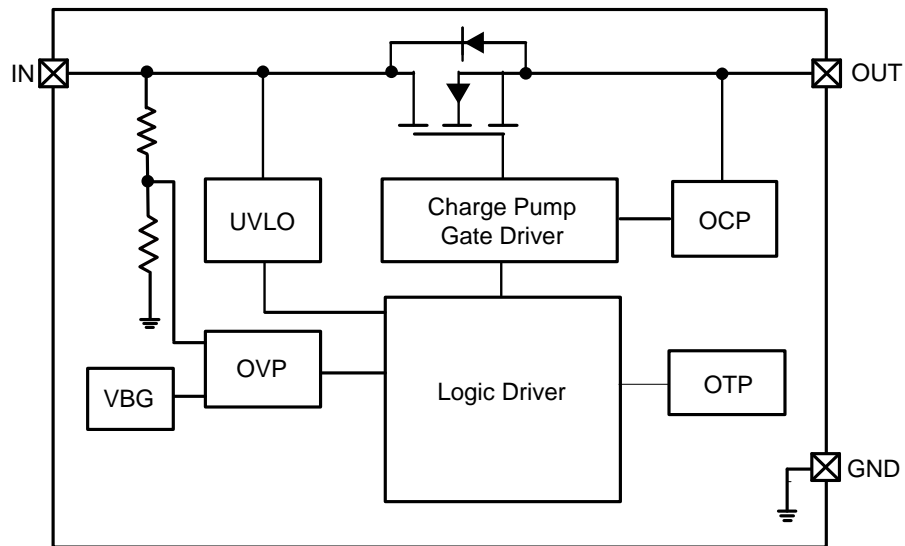 IN
OUT
UVLO
Charge Pump
Gate Driver
OCP
OVP
VBG
Logic Driver
OTP
GND